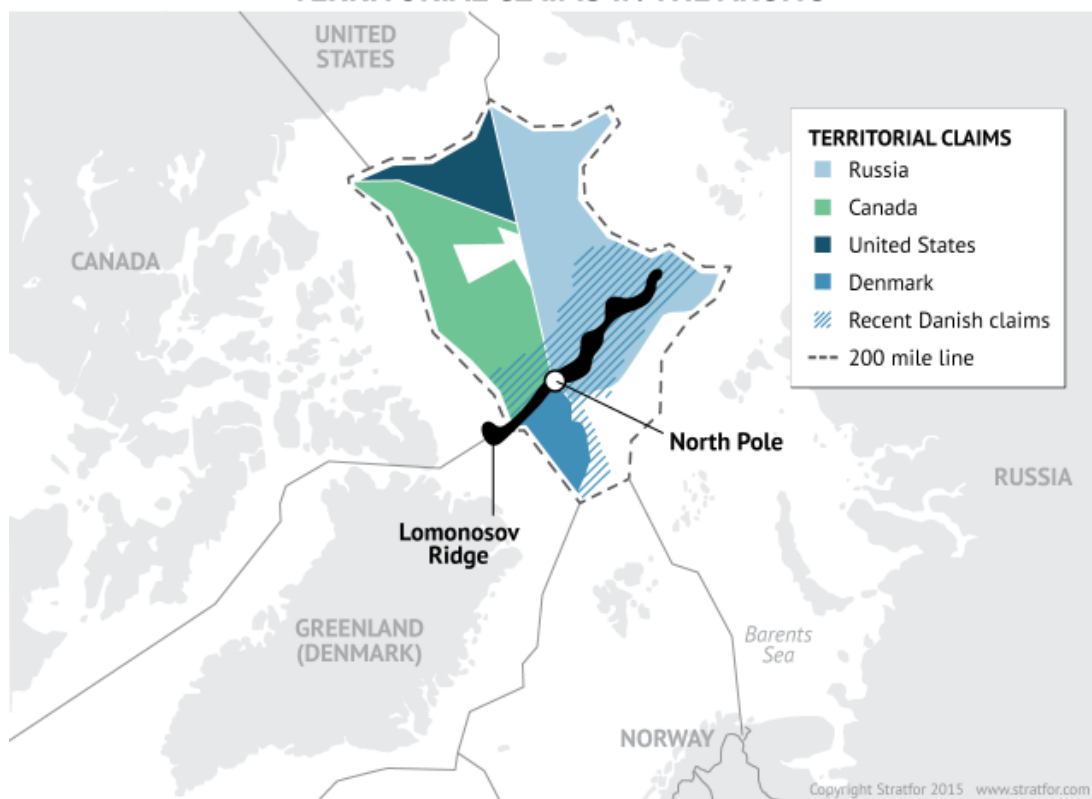 UNITED
STATES
TERRITORIAL CLAIMS
Russia
Canada
United States
Denmark
Recent Danish claims
200 mile line
CANADA
North Pole
RUSSIA
Lomonosov
Ridge
GREENLAND
(DENMARK)
Barents
Sea
NORWAY
Copyright Stratfor 2015 www.stratfor.com